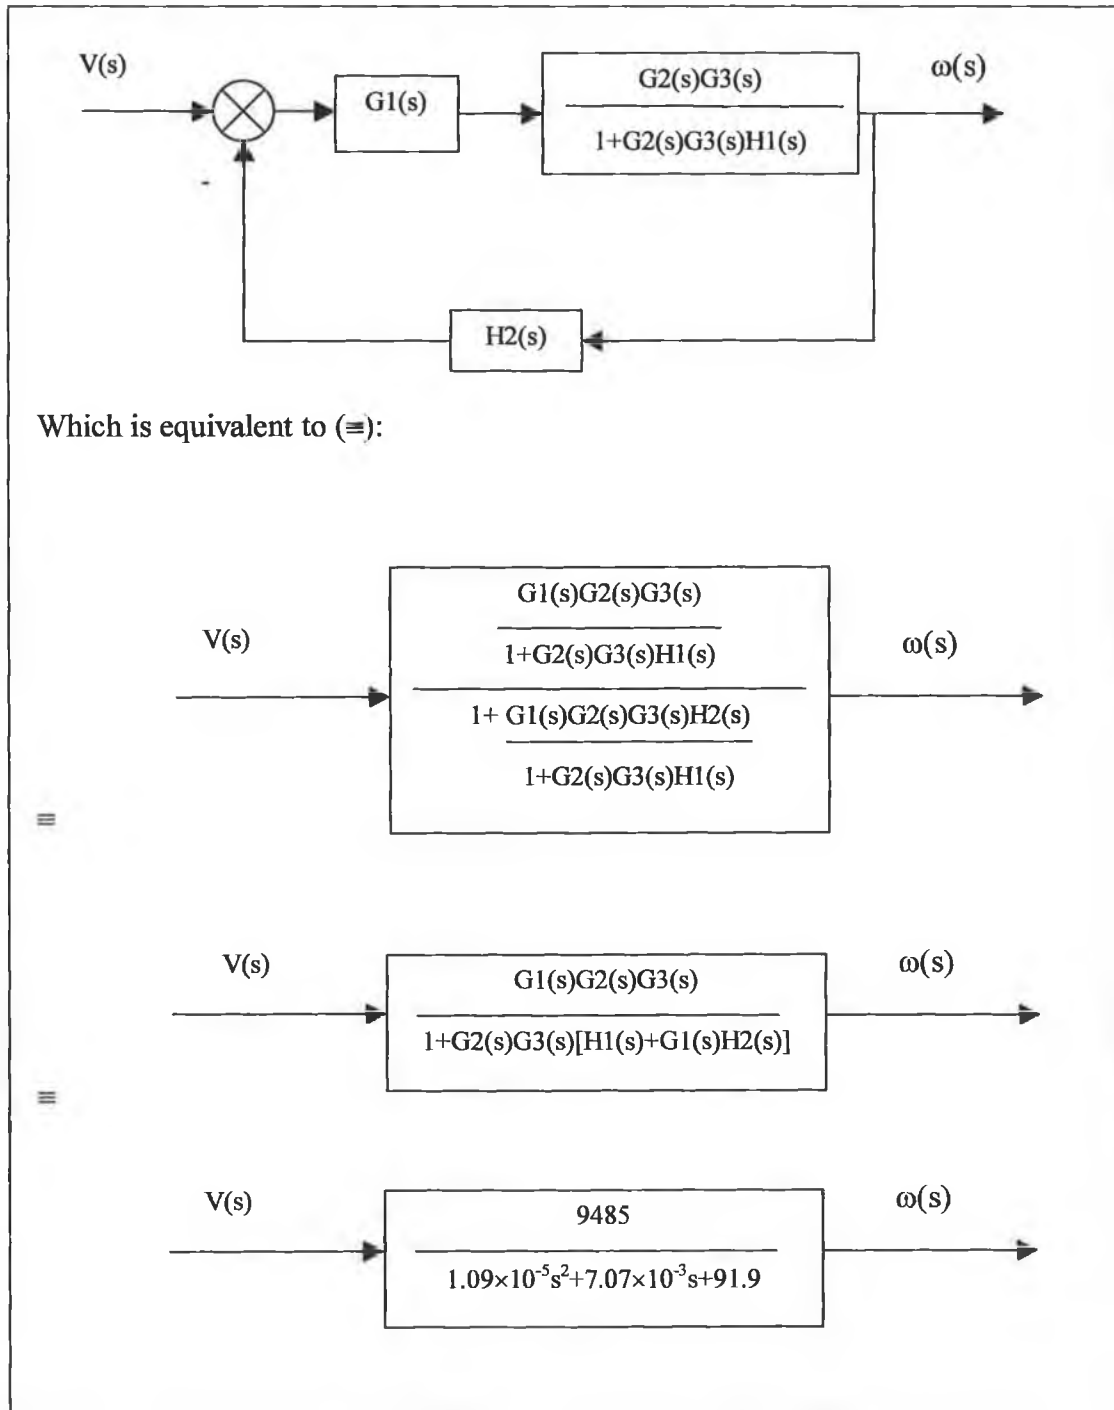 V(s)
G1(s)
G2(s)G3(s)
1+G2(s)G3(s)H1(s)
ω(s)
-
H2(s)
Which is equivalent to (≡):
V(s)
G1(s)G2(s)G3(s)
1+G2(s)G3(s)H1(s)
1+ G1(s)G2(s)G3(s)H2(s)
1+G2(s)G3(s)H1(s)
ω(s)
≡
V(s)
G1(s)G2(s)G3(s)
1+G2(s)G3(s)[H1(s)+G1(s)H2(s)]
ω(s)
≡
V(s)
9485
1.09×10⁻⁵s²+7.07×10⁻³s+91.9
ω(s)